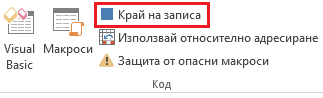 Visual
Basic
Макроси
Край на записа
Използвай относително адресиране
Защита от опасни макроси
Код